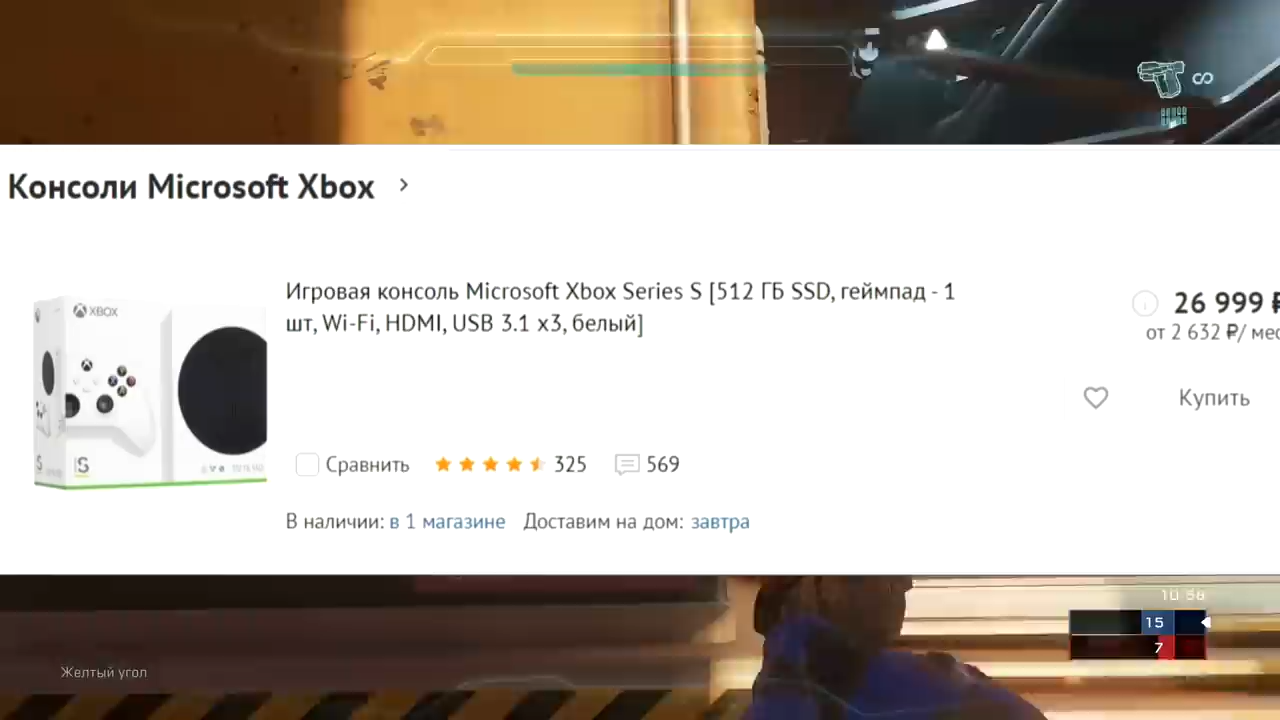 ∞
Консоли Microsoft Xbox
Игровая консоль Microsoft Xbox Series S [512 ГБ SSD, геймпад - 1
шт, Wi-Fi, HDMI, USB 3.1 x3, белый]
26 999 ₽
от 2 632 ₽/ мес
XBOX
S
S
Купить
Сравнить
325
569
В наличии: в 1 магазине Доставим на дом: завтра
10:58
15
7
Желтый угол